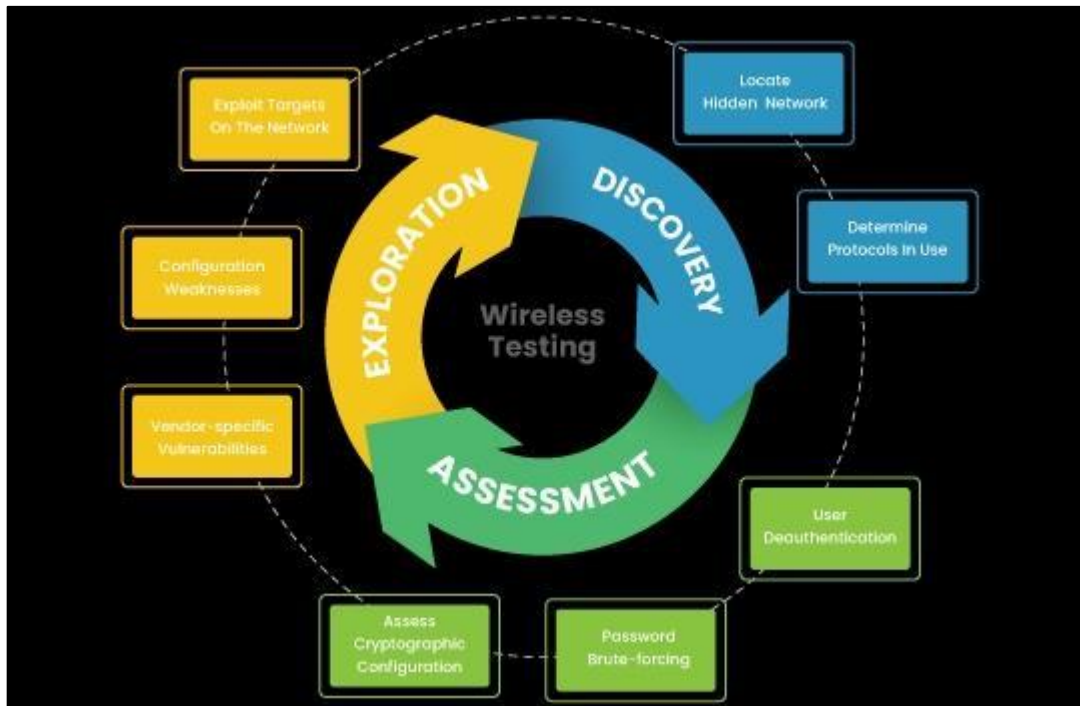 Locate
Hidden Network
Determine
Protocols In Use
User
Deauthentication
Password
Brute-forcing
Assess
Cryptographic
Configuration
Vendor-specific
Vulnerabilities
Configuration
Weaknesses
Exploit Targets
On The Network
DISCOVERY
ASSESSMENT
EXPLORATION
Wireless
Testing